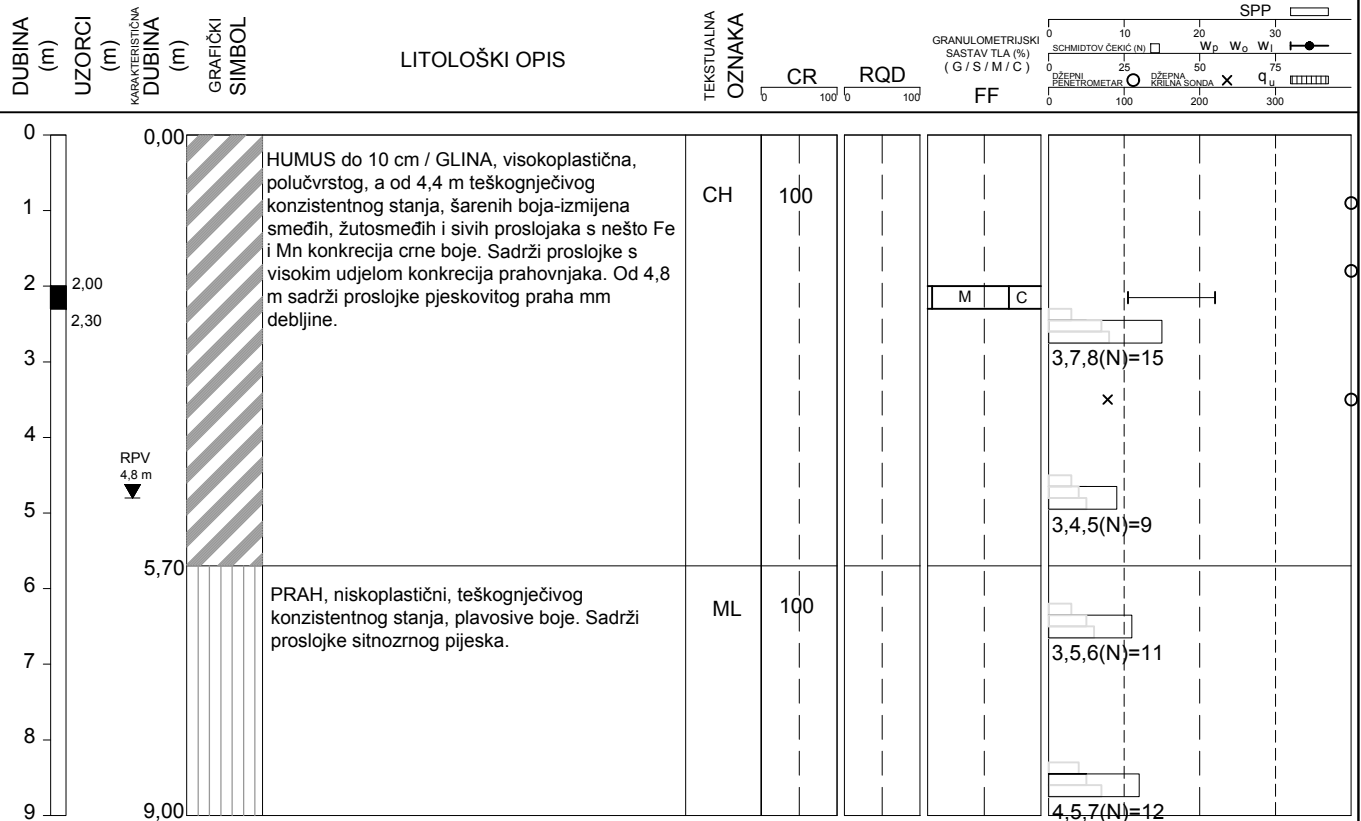 DUBINA (m)
UZORCI (m)
KARAKTERISTIČNA DUBINA (m)
GRAFIČKI SIMBOL
LITOLOŠKI OPIS
TEKSTUALNA OZNAKA
CR
0 100
RQD
0 100
GRANULOMETRIJSKI
SASTAV TLA (%)
( G / S / M / C )
FF
SPP
0 10 20 30
SCHMIDTOV ČEKIĆ (N) Wp Wo Wl
0 25 50 75
DŽEPNI PENETROMETAR DŽEPNA KRILNA SONDA qu
0 100 200 300
0
1
2
3
4
5
6
7
8
9
2,00
2,30
RPV
4,8 m
0,00
5,70
9,00
HUMUS do 10 cm / GLINA, visokoplastična,
polučvrstog, a od 4,4 m teškognječivog
konzistentnog stanja, šarenih boja-izmijena
smeđih, žutosmeđih i sivih proslojaka s nešto Fe
i Mn konkrecija crne boje. Sadrži proslojke s
visokim udjelom konkrecija prahovnjaka. Od 4,8
m sadrži proslojke pjeskovitog praha mm
debljine.
CH
100
M C
3,7,8(N)=15
3,4,5(N)=9
PRAH, niskoplastični, teškognječivog
konzistentnog stanja, plavosive boje. Sadrži
proslojke sitnozrnog pijeska.
ML
100
3,5,6(N)=11
4,5,7(N)=12